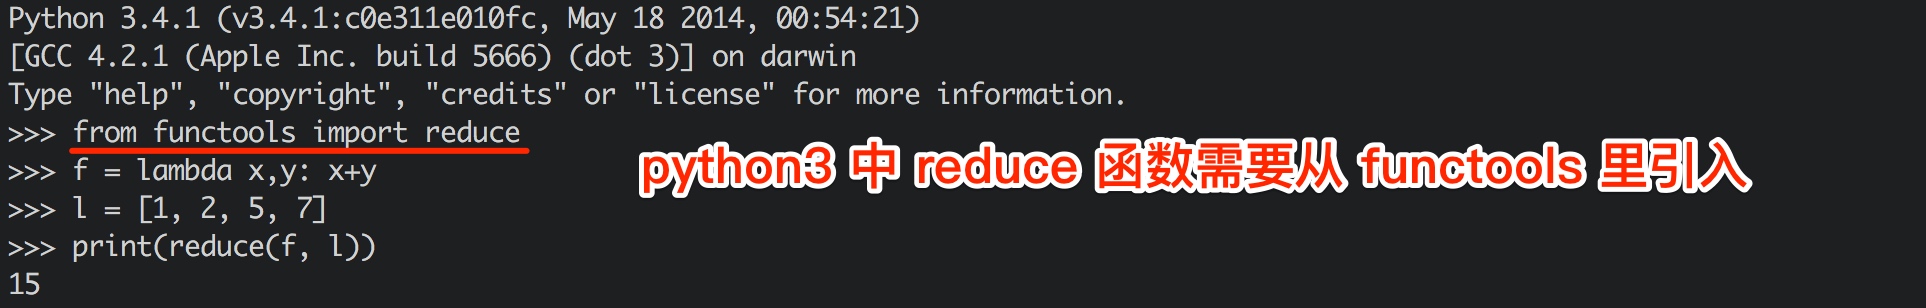 Python 3.4.1 (v3.4.1:c0e311e010fc, May 18 2014, 00:54:21)
[GCC 4.2.1 (Apple Inc. build 5666) (dot 3)] on darwin
Type "help", "copyright", "credits" or "license" for more information.
>>> from functools import reduce
>>> f = lambda x,y: x+y
>>> l = [1, 2, 5, 7]
>>> print(reduce(f, l))
15
python3 中 reduce 函数需要从 functools 里引入